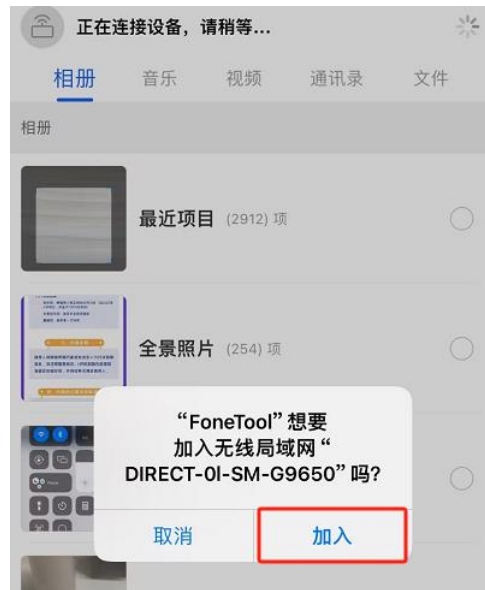 正在连接设备，请稍等...
相册 音乐 视频 通讯录 文件
相册
最近项目 (2912) 项
全景照片 (254) 项
“FoneTool”想要
加入无线局域网“
DIRECT-0I-SM-G9650”吗?
取消 加入